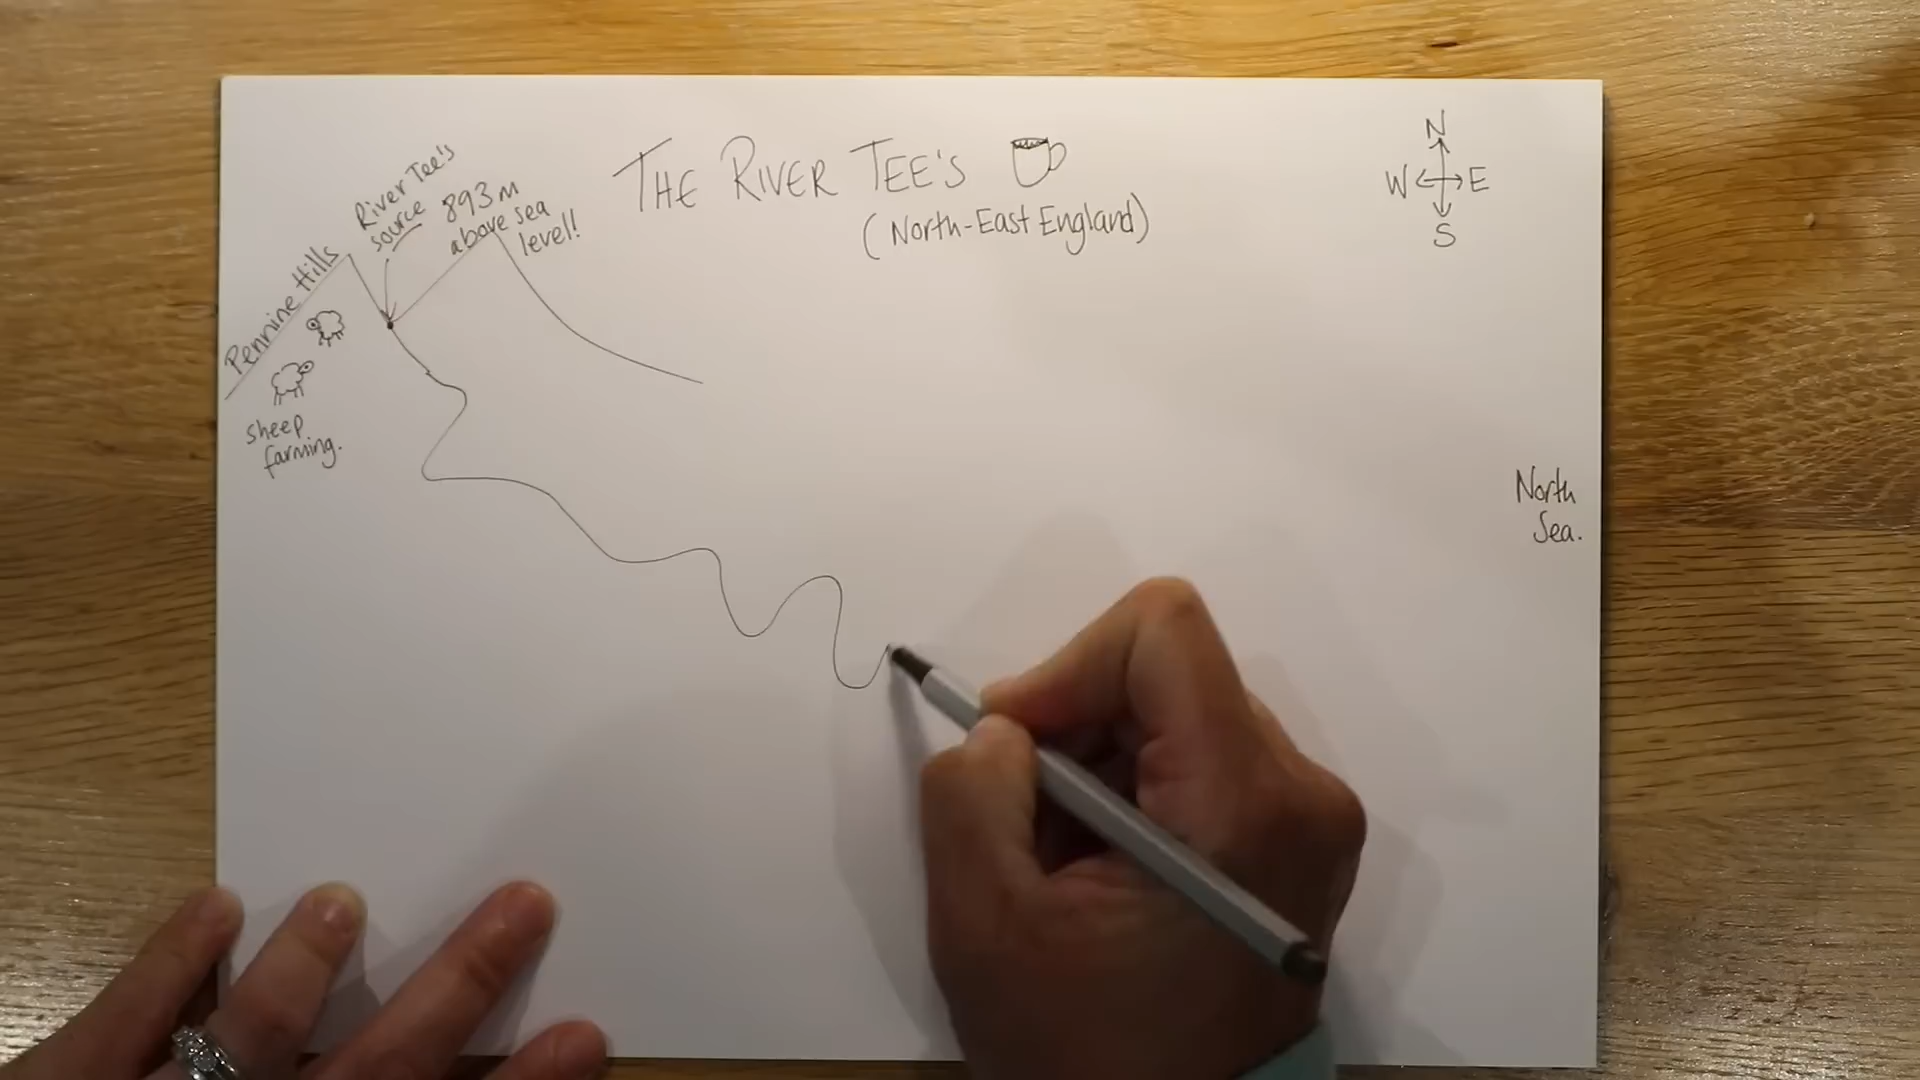 THE RIVER TEE'S
(North-East England)
N
W E
S
River Tee's
source
893m
above sea
level!
Pennine Hills
sheep
farming.
North
Sea.